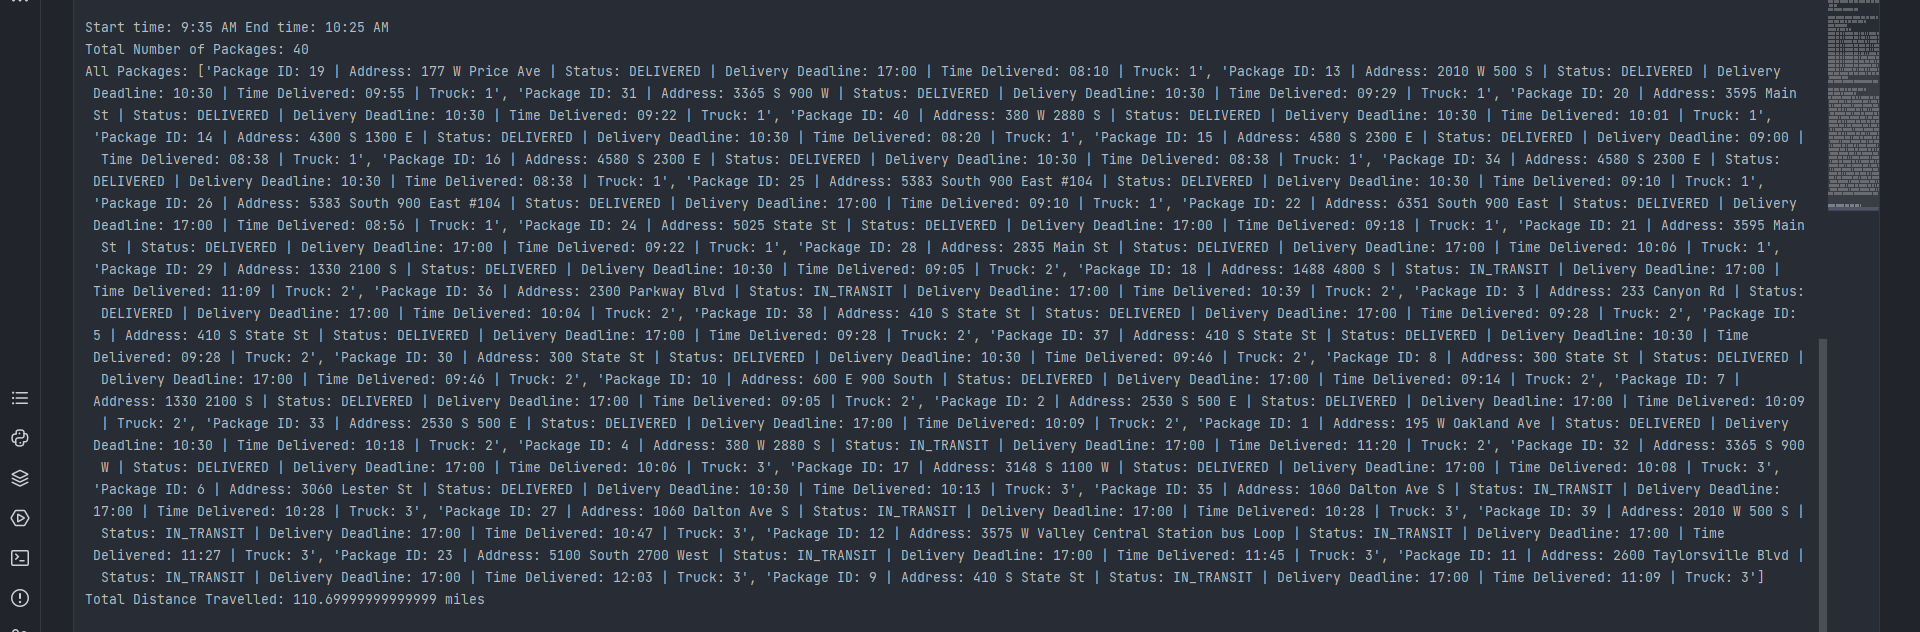 Start time: 9:35 AM End time: 10:25 AM
Total Number of Packages: 40
All Packages: ['Package ID: 19 | Address: 177 W Price Ave | Status: DELIVERED | Delivery Deadline: 17:00 | Time Delivered: 08:10 | Truck: 1', 'Package ID: 13 | Address: 2010 W 500 S | Status: DELIVERED | Delivery
Deadline: 10:30 | Time Delivered: 09:55 | Truck: 1', 'Package ID: 31 | Address: 3365 S 900 W | Status: DELIVERED | Delivery Deadline: 10:30 | Time Delivered: 09:29 | Truck: 1', 'Package ID: 20 | Address: 3595 Main
St | Status: DELIVERED | Delivery Deadline: 10:30 | Time Delivered: 09:22 | Truck: 1', 'Package ID: 40 | Address: 380 W 2880 S | Status: DELIVERED | Delivery Deadline: 10:30 | Time Delivered: 10:01 | Truck: 1',
'Package ID: 14 | Address: 4300 S 1300 E | Status: DELIVERED | Delivery Deadline: 10:30 | Time Delivered: 08:20 | Truck: 1', 'Package ID: 15 | Address: 4580 S 2300 E | Status: DELIVERED | Delivery Deadline: 09:00 |
Time Delivered: 08:38 | Truck: 1', 'Package ID: 16 | Address: 4580 S 2300 E | Status: DELIVERED | Delivery Deadline: 10:30 | Time Delivered: 08:38 | Truck: 1', 'Package ID: 34 | Address: 4580 S 2300 E | Status:
DELIVERED | Delivery Deadline: 10:30 | Time Delivered: 08:38 | Truck: 1', 'Package ID: 25 | Address: 5383 South 900 East #104 | Status: DELIVERED | Delivery Deadline: 10:30 | Time Delivered: 09:10 | Truck: 1',
'Package ID: 26 | Address: 5383 South 900 East #104 | Status: DELIVERED | Delivery Deadline: 17:00 | Time Delivered: 09:10 | Truck: 1', 'Package ID: 22 | Address: 6351 South 900 East | Status: DELIVERED | Delivery
Deadline: 17:00 | Time Delivered: 08:56 | Truck: 1', 'Package ID: 24 | Address: 5025 State St | Status: DELIVERED | Delivery Deadline: 17:00 | Time Delivered: 09:18 | Truck: 1', 'Package ID: 21 | Address: 3595 Main
St | Status: DELIVERED | Delivery Deadline: 17:00 | Time Delivered: 09:22 | Truck: 1', 'Package ID: 28 | Address: 2835 Main St | Status: DELIVERED | Delivery Deadline: 17:00 | Time Delivered: 10:06 | Truck: 1',
'Package ID: 29 | Address: 1330 2100 S | Status: DELIVERED | Delivery Deadline: 10:30 | Time Delivered: 09:05 | Truck: 2', 'Package ID: 18 | Address: 1488 4800 S | Status: IN_TRANSIT | Delivery Deadline: 17:00 |
Time Delivered: 11:09 | Truck: 2', 'Package ID: 36 | Address: 2300 Parkway Blvd | Status: IN_TRANSIT | Delivery Deadline: 17:00 | Time Delivered: 10:39 | Truck: 2', 'Package ID: 3 | Address: 233 Canyon Rd | Status:
DELIVERED | Delivery Deadline: 17:00 | Time Delivered: 10:04 | Truck: 2', 'Package ID: 38 | Address: 410 S State St | Status: DELIVERED | Delivery Deadline: 17:00 | Time Delivered: 09:28 | Truck: 2', 'Package ID:
5 | Address: 410 S State St | Status: DELIVERED | Delivery Deadline: 17:00 | Time Delivered: 09:28 | Truck: 2', 'Package ID: 37 | Address: 410 S State St | Status: DELIVERED | Delivery Deadline: 10:30 | Time
Delivered: 09:28 | Truck: 2', 'Package ID: 30 | Address: 300 State St | Status: DELIVERED | Delivery Deadline: 10:30 | Time Delivered: 09:46 | Truck: 2', 'Package ID: 8 | Address: 300 State St | Status: DELIVERED |
Delivery Deadline: 17:00 | Time Delivered: 09:46 | Truck: 2', 'Package ID: 10 | Address: 600 E 900 South | Status: DELIVERED | Delivery Deadline: 17:00 | Time Delivered: 09:14 | Truck: 2', 'Package ID: 7 |
Address: 1330 2100 S | Status: DELIVERED | Delivery Deadline: 17:00 | Time Delivered: 09:05 | Truck: 2', 'Package ID: 2 | Address: 2530 S 500 E | Status: DELIVERED | Delivery Deadline: 17:00 | Time Delivered: 10:09
| Truck: 2', 'Package ID: 33 | Address: 2530 S 500 E | Status: DELIVERED | Delivery Deadline: 17:00 | Time Delivered: 10:09 | Truck: 2', 'Package ID: 1 | Address: 195 W Oakland Ave | Status: DELIVERED | Delivery
Deadline: 10:30 | Time Delivered: 10:18 | Truck: 2', 'Package ID: 4 | Address: 380 W 2880 S | Status: IN_TRANSIT | Delivery Deadline: 17:00 | Time Delivered: 11:20 | Truck: 2', 'Package ID: 32 | Address: 3365 S 900
W | Status: DELIVERED | Delivery Deadline: 17:00 | Time Delivered: 10:06 | Truck: 3', 'Package ID: 17 | Address: 3148 S 1100 W | Status: DELIVERED | Delivery Deadline: 17:00 | Time Delivered: 10:08 | Truck: 3',
'Package ID: 6 | Address: 3060 Lester St | Status: DELIVERED | Delivery Deadline: 10:30 | Time Delivered: 10:13 | Truck: 3', 'Package ID: 35 | Address: 1060 Dalton Ave S | Status: IN_TRANSIT | Delivery Deadline:
17:00 | Time Delivered: 10:28 | Truck: 3', 'Package ID: 27 | Address: 1060 Dalton Ave S | Status: IN_TRANSIT | Delivery Deadline: 17:00 | Time Delivered: 10:28 | Truck: 3', 'Package ID: 39 | Address: 2010 W 500 S |
Status: IN_TRANSIT | Delivery Deadline: 17:00 | Time Delivered: 10:47 | Truck: 3', 'Package ID: 12 | Address: 3575 W Valley Central Station bus Loop | Status: IN_TRANSIT | Delivery Deadline: 17:00 | Time
Delivered: 11:27 | Truck: 3', 'Package ID: 23 | Address: 5100 South 2700 West | Status: IN_TRANSIT | Delivery Deadline: 17:00 | Time Delivered: 11:45 | Truck: 3', 'Package ID: 11 | Address: 2600 Taylorsville Blvd |
Status: IN_TRANSIT | Delivery Deadline: 17:00 | Time Delivered: 12:03 | Truck: 3', 'Package ID: 9 | Address: 410 S State St | Status: IN_TRANSIT | Delivery Deadline: 17:00 | Time Delivered: 11:09 | Truck: 3']
Total Distance Travelled: 110.69999999999999 miles